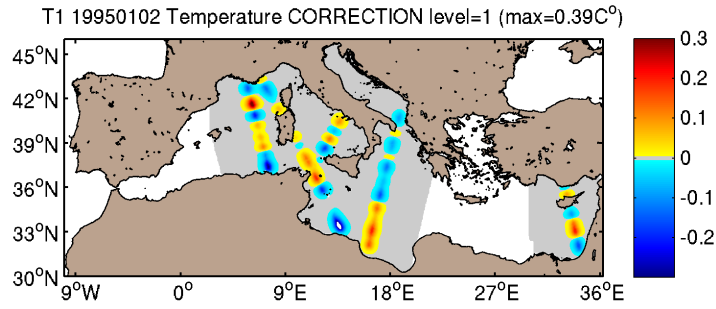 T1 19950102 Temperature CORRECTION level=1 (max=0.39C°)
45°N
42°N
39°N
36°N
33°N
30°N
9°W 0° 9°E 18°E 27°E 36°E
0.3
0.2
0.1
0
-0.1
-0.2